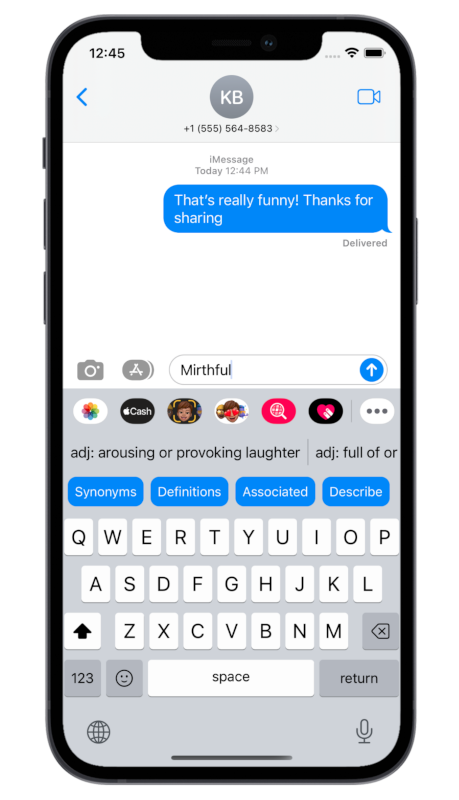 12:45
KB
+1 (555) 564-8583
iMessage
Today 12:44 PM
That's really funny! Thanks for
sharing
Delivered
Mirthful
Cash
adj: arousing or provoking laughter adj: full of or
Synonyms Definitions Associated Describe
Q W E R T Y U I O P
A S D F G H J K L
Z X C V B N M
123 space return